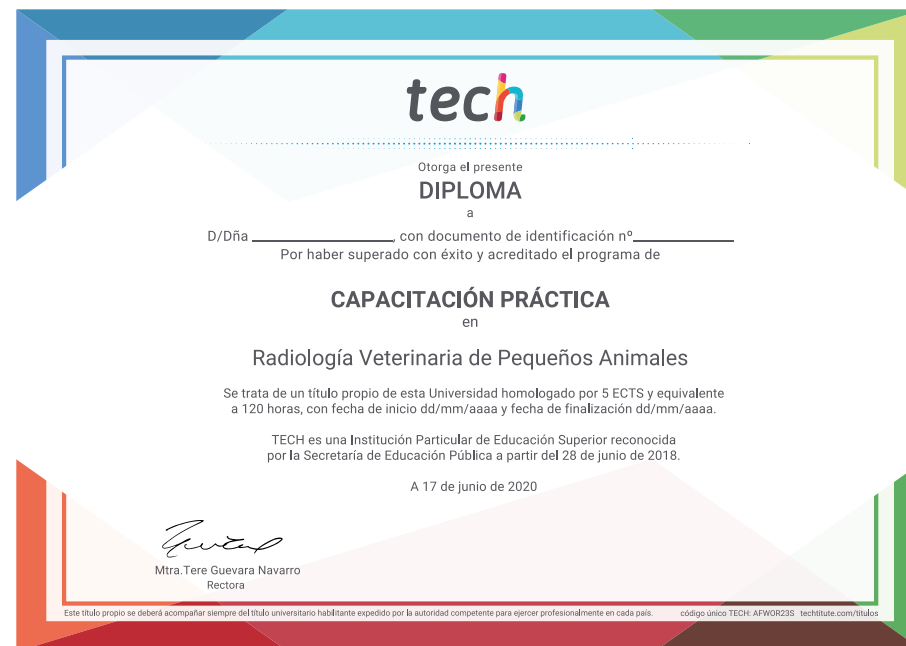 tech
Otorga el presente
DIPLOMA
a
D/Dña ________________, con documento de identificación nº____________
Por haber superado con éxito y acreditado el programa de
CAPACITACIÓN PRÁCTICA
en
Radiología Veterinaria de Pequeños Animales
Se trata de un título propio de esta Universidad homologado por 5 ECTS y equivalente
a 120 horas, con fecha de inicio dd/mm/aaaa y fecha de finalización dd/mm/aaaa.
TECH es una Institución Particular de Educación Superior reconocida
por la Secretaría de Educación Pública a partir del 28 de junio de 2018.
A 17 de junio de 2020
Mtra.Tere Guevara Navarro
Rectora
Este título propio se deberá acompañar siempre del título universitario habilitante expedido por la autoridad competente para ejercer profesionalmente en cada país. código único TECH: AFWOR23S techtitute.com/titulos